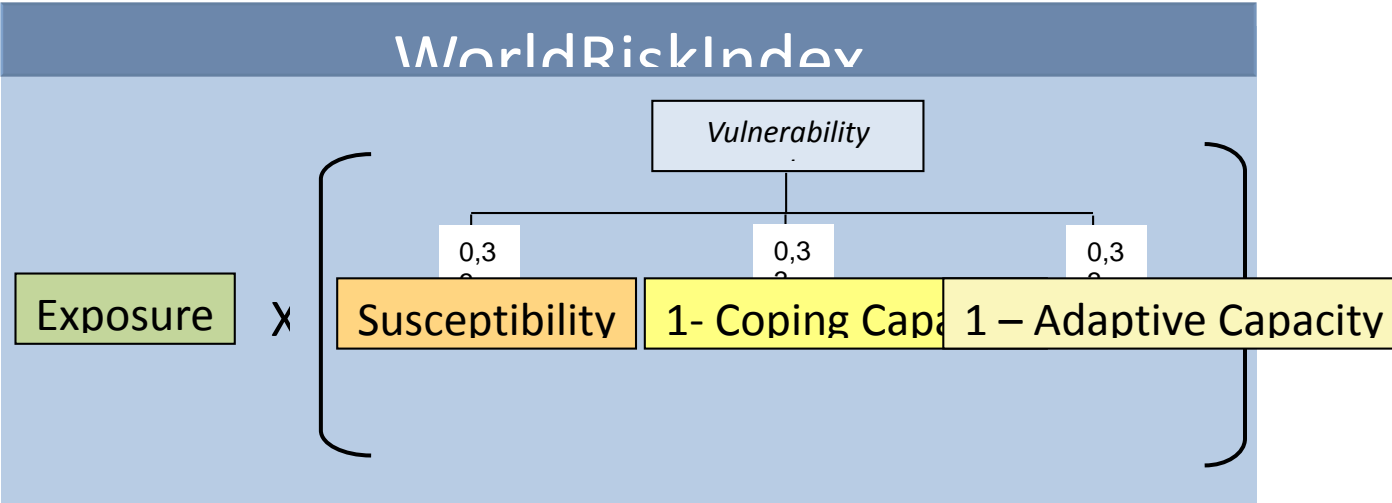 WorldRiskIndex
Vulnerability
0,3
0,3
0,3
Exposure
X
Susceptibility
1- Coping Capa
1 – Adaptive Capacity